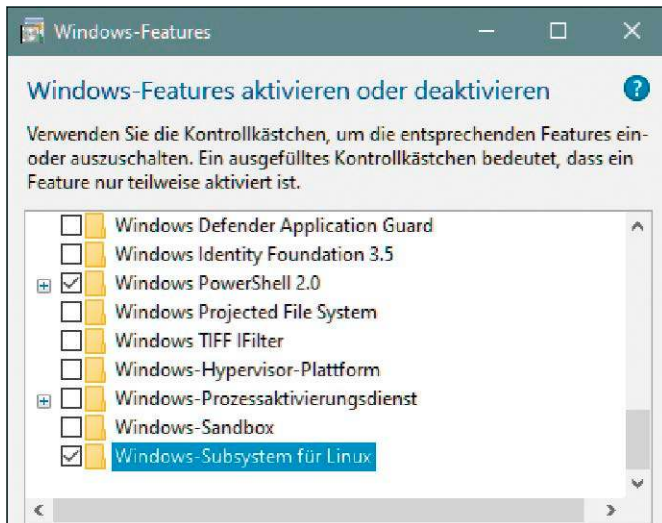 Windows-Features
Windows-Features aktivieren oder deaktivieren
Verwenden Sie die Kontrollkästchen, um die entsprechenden Features ein-
oder auszuschalten. Ein ausgefülltes Kontrollkästchen bedeutet, dass ein
Feature nur teilweise aktiviert ist.
Windows Defender Application Guard
Windows Identity Foundation 3.5
Windows PowerShell 2.0
Windows Projected File System
Windows TIFF IFilter
Windows-Hypervisor-Plattform
Windows-Prozessaktivierungsdienst
Windows-Sandbox
Windows-Subsystem für Linux